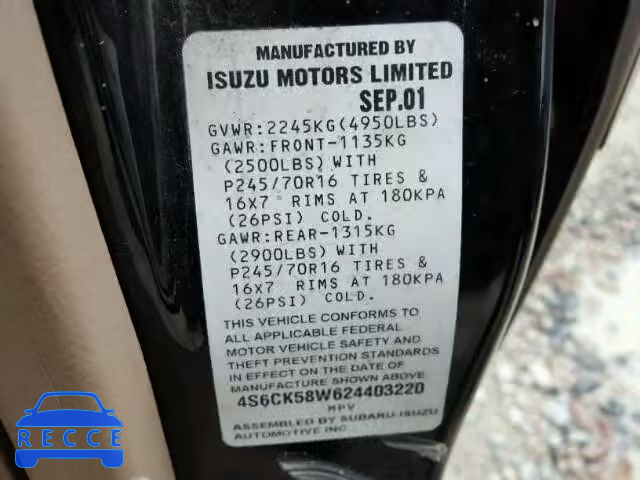 MANUFACTURED BY
ISUZU MOTORS LIMITED
SEP.01
GVWR:2245KG(4950LBS)
GAWR:FRONT-1135KG
(2500LBS) WITH
P245/70R16 TIRES &
16X7 RIMS AT 180KPA
(26PSI) COLD.
GAWR:REAR-1315KG
(2900LBS) WITH
P245/70R16 TIRES &
16X7 RIMS AT 180KPA
(26PSI) COLD.
THIS VEHICLE CONFORMS TO
ALL APPLICABLE FEDERAL
MOTOR VEHICLE SAFETY AND
THEFT PREVENTION STANDARDS
IN EFFECT ON THE DATE OF
MANUFACTURE SHOWN ABOVE
4S6CK58W624403220
MPV
ASSEMBLED BY SUBARU-ISUZU
AUTOMOTIVE INC
RECCE